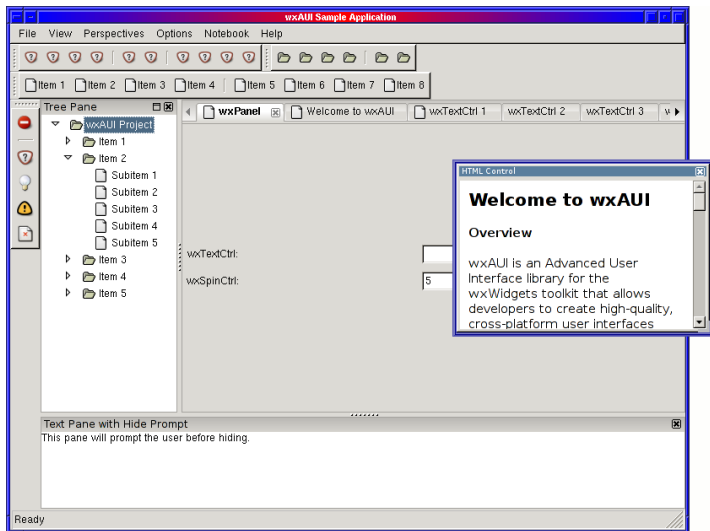 wxAUI Sample Application
File View Perspectives Options Notebook Help
Item 1 Item 2 Item 3 Item 4 Item 5 Item 6 Item 7 Item 8
Tree Pane
wxAUI Project
Item 1
Item 2
Subitem 1
Subitem 2
Subitem 3
Subitem 4
Subitem 5
Item 3
Item 4
Item 5
wxPanel Welcome to wxAUI wxTextCtrl 1 wxTextCtrl 2 wxTextCtrl 3
wxTextCtrl:
wxSpinCtrl: 5
HTML Control
Welcome to wxAUI
Overview
wxAUI is an Advanced User
Interface library for the
wxWidgets toolkit that allows
developers to create high-quality,
cross-platform user interfaces
Text Pane with Hide Prompt
This pane will prompt the user before hiding.
Ready